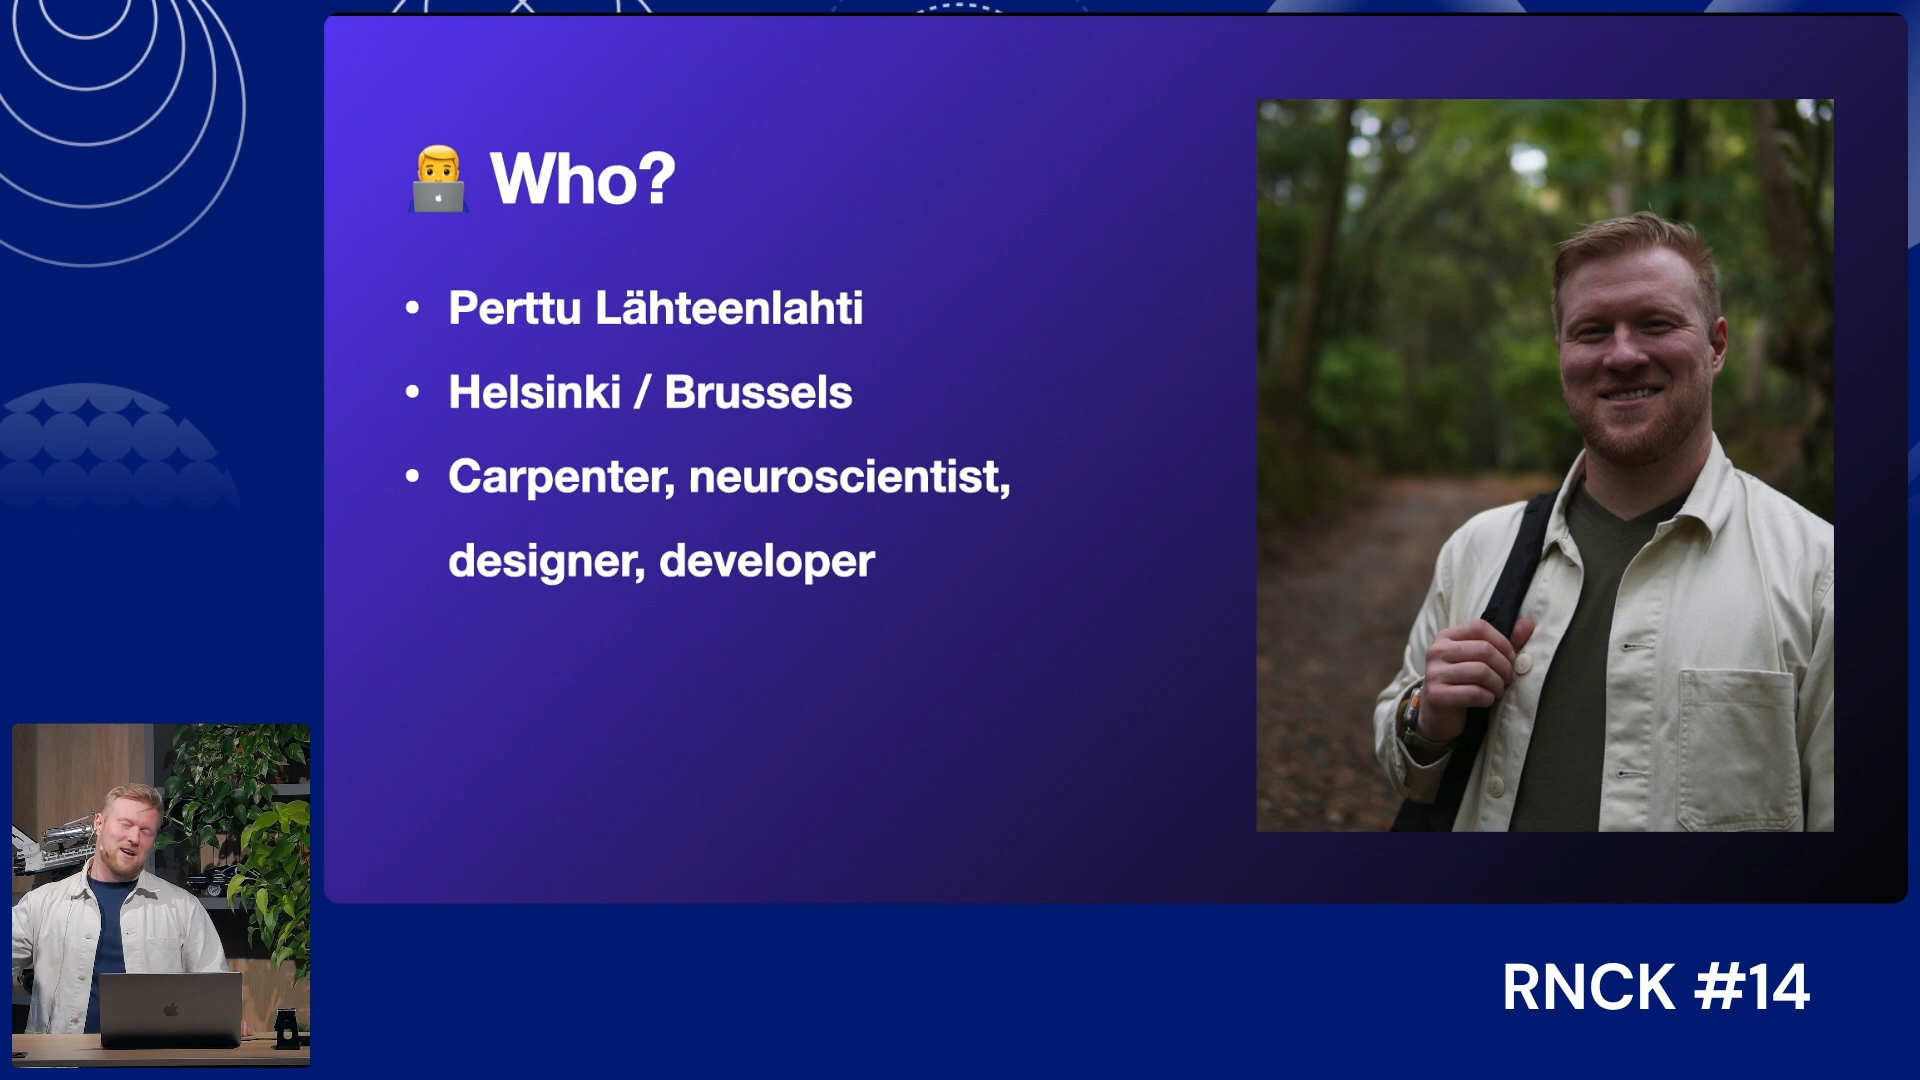 Who?
• Perttu Lähteenlahti
• Helsinki / Brussels
• Carpenter, neuroscientist,
designer, developer
RNCK #14